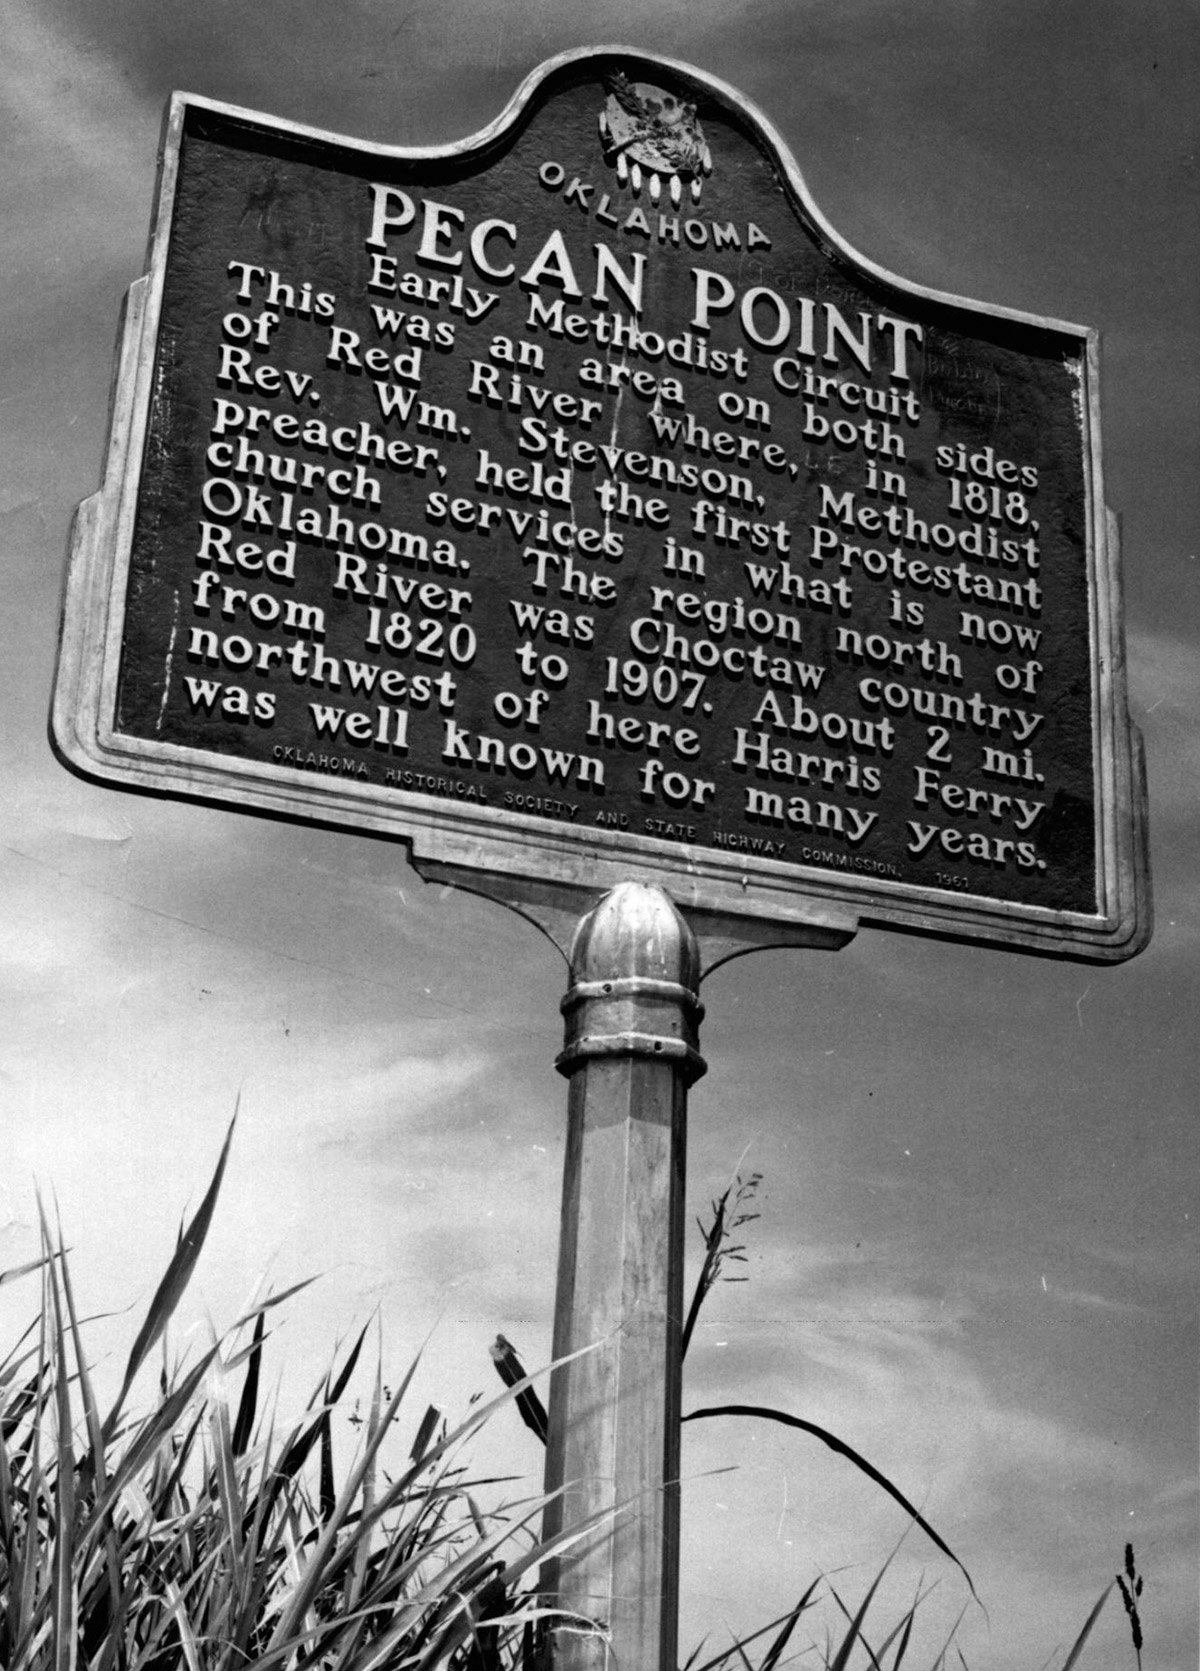 OKLAHOMA
PECAN POINT
Early Methodist Circuit
This was an area on both sides
of Red River where, in 1818,
Rev. Wm. Stevenson, Methodist
preacher, held the first Protestant
church services in what is now
Oklahoma. The region north of
Red River was Choctaw country
from 1820 to 1907. About 2 mi.
northwest of here Harris Ferry
was well known for many years.
OKLAHOMA HISTORICAL SOCIETY AND STATE HIGHWAY COMMISSION, 1961